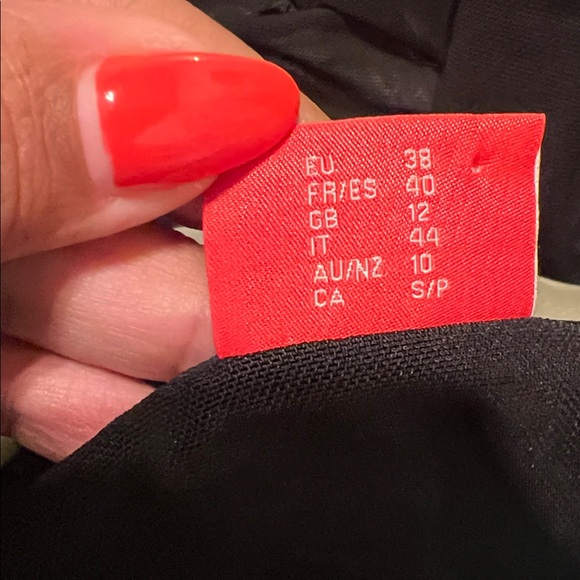 EU 38
FR/ES 40
GB 12
IT 44
AU/NZ 10
CA S/P